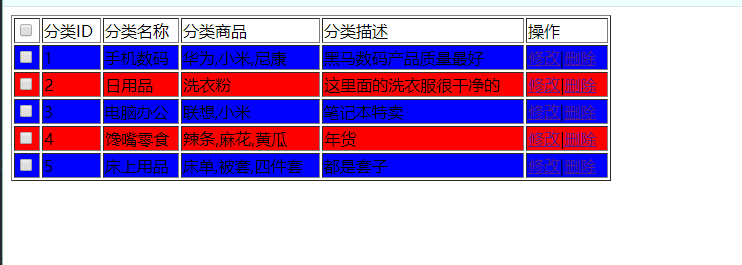 分类ID 分类名称 分类商品 分类描述 操作
1 手机数码 华为,小米,尼康 黑马数码产品质量最好 修改|删除
2 日用品 洗衣粉 这里面的洗衣服很干净的 修改|删除
3 电脑办公 联想,小米 笔记本特卖 修改|删除
4 馋嘴零食 辣条,麻花,黄瓜 年货 修改|删除
5 床上用品 床单,被套,四件套 都是套子 修改|删除